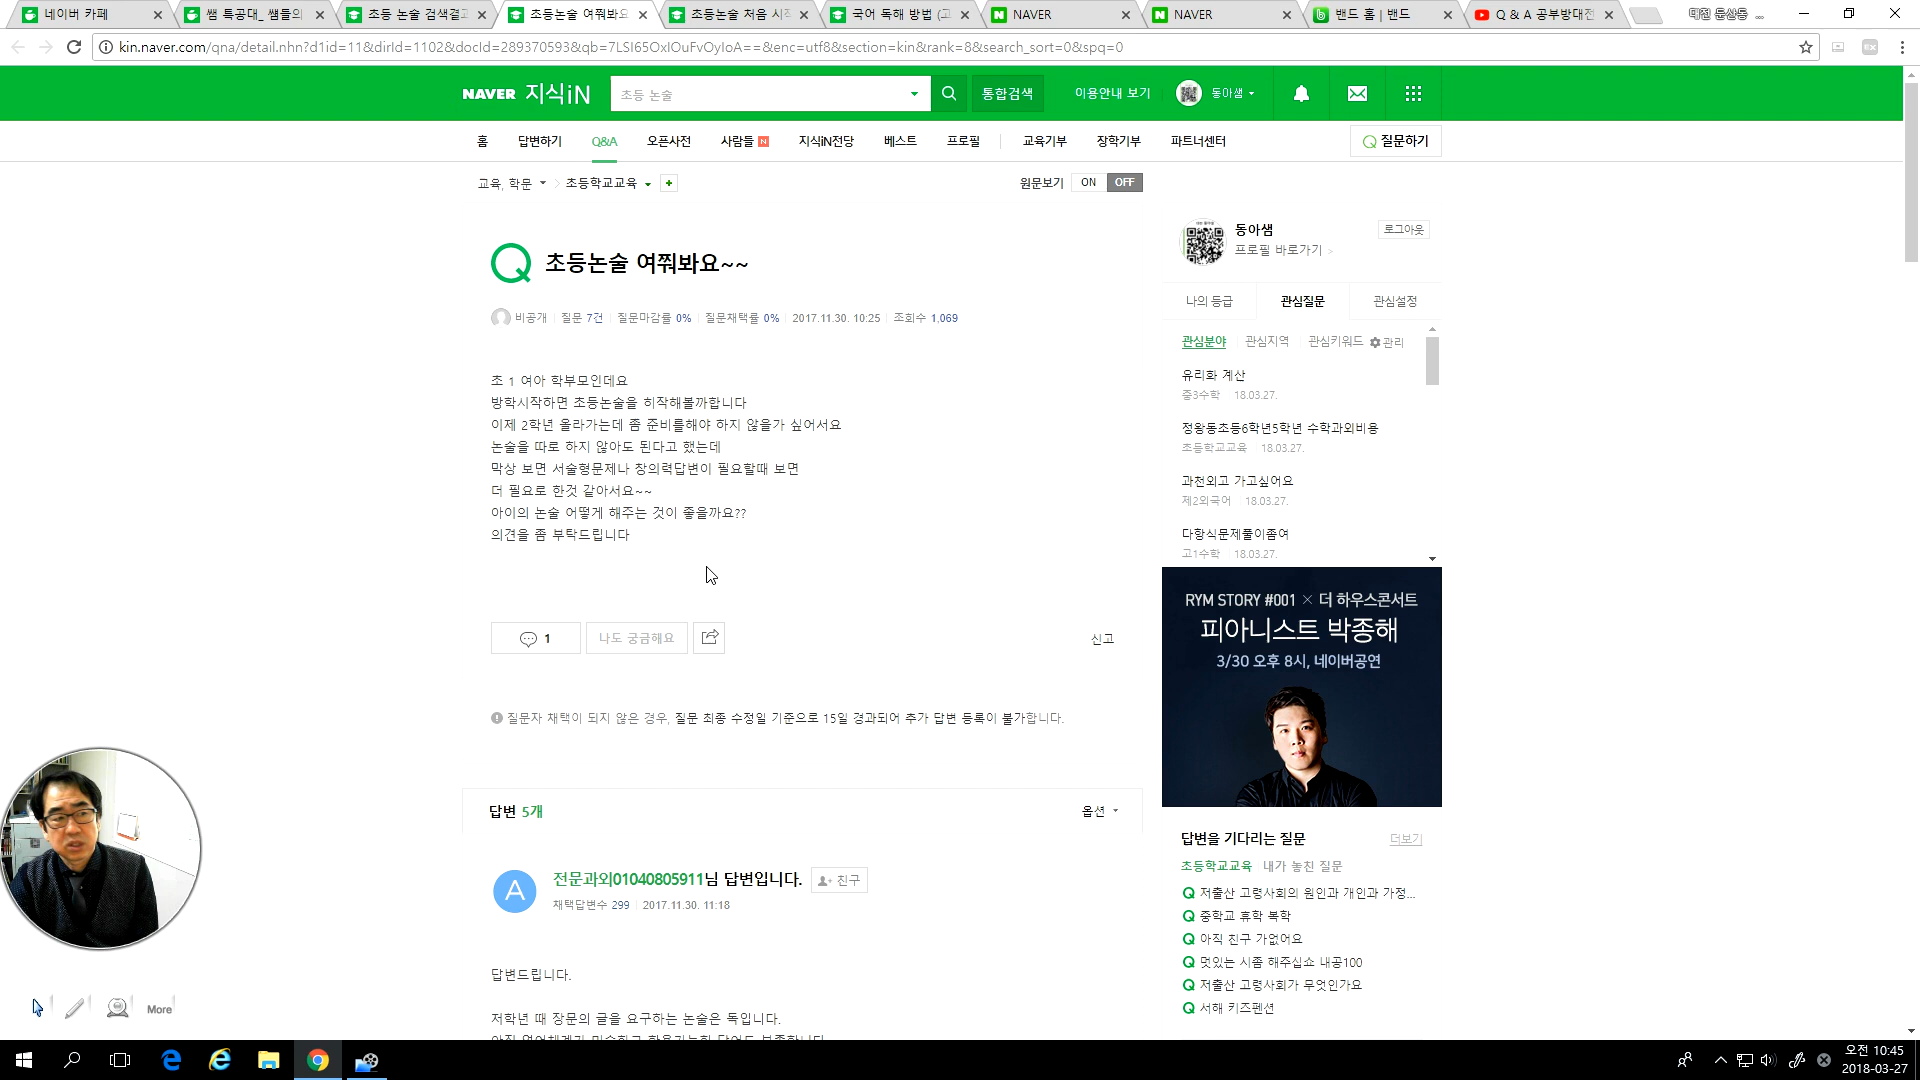 네이버 카페
쌤 특공대_ 쌤들의
초등 논술 검색결과
초등논술 여쭤봐요
초등논술 처음 시작
국어 독해 방법 (고
NAVER
NAVER
밴드 홈 | 밴드
Q & A 공부방대전
kin.naver.com/qna/detail.nhn?d1id=11&dirId=1102&docId=289370593&qb=7LSI65OxIOuFvOyIoA==&enc=utf8&section=kin&rank=8&search_sort=0&spq=0
NAVER 지식iN
초등 논술
통합검색
이용안내 보기
동아샘
홈
답변하기
Q&A
오픈사전
사람들 N
지식iN전당
베스트
프로필
교육기부
장학기부
파트너센터
질문하기
교육, 학문
초등학교교육
원문보기 ON OFF
초등논술 여쭤봐요~~
비공개 질문 7건 질문마감률 0% 질문채택률 0% 2017.11.30. 10:25 조회수 1,069
초 1 여아 학부모인데요
방학시작하면 초등논술을 히작해볼까합니다
이제 2학년 올라가는데 좀 준비를해야 하지 않을가 싶어서요
논술을 따로 하지 않아도 된다고 했는데
막상 보면 서술형문제나 창의력답변이 필요할때 보면
더 필요로 한것 같아서요~~
아이의 논술 어떻게 해주는 것이 좋을까요??
의견을 좀 부탁드립니다
1
나도 궁금해요
신고
질문자 채택이 되지 않은 경우, 질문 최종 수정일 기준으로 15일 경과되어 추가 답변 등록이 불가합니다.
답변 5개
옵션
A
전문과외01040805911님 답변입니다.
친구
채택답변수 299 2017.11.30. 11:18
답변드립니다.
저학년 때 장문의 글을 요구하는 논술은 독입니다.
동아샘
로그아웃
프로필 바로가기 >
나의 등급
관심질문
관심설정
관심분야 관심지역 관심키워드 관리
유리화 계산
중3수학 18.03.27.
정왕동초등6학년5학년 수학과외비용
초등학교교육 18.03.27.
과천외고 가고싶어요
제2외국어 18.03.27.
다항식문제풀이좀여
고1수학 18.03.27.
RYM STORY #001 × 더 하우스콘서트
피아니스트 박종해
3/30 오후 8시, 네이버공연
답변을 기다리는 질문
더보기
초등학교교육 내가 놓친 질문
저출산 고령사회의 원인과 개인과 가정...
중학교 휴학 복학
아직 친구 가없어요
멋있는 시좀 해주십쇼 내공100
저출산 고령사회가 무엇인가요
서해 키즈펜션
More
오전 10:45
2018-03-27